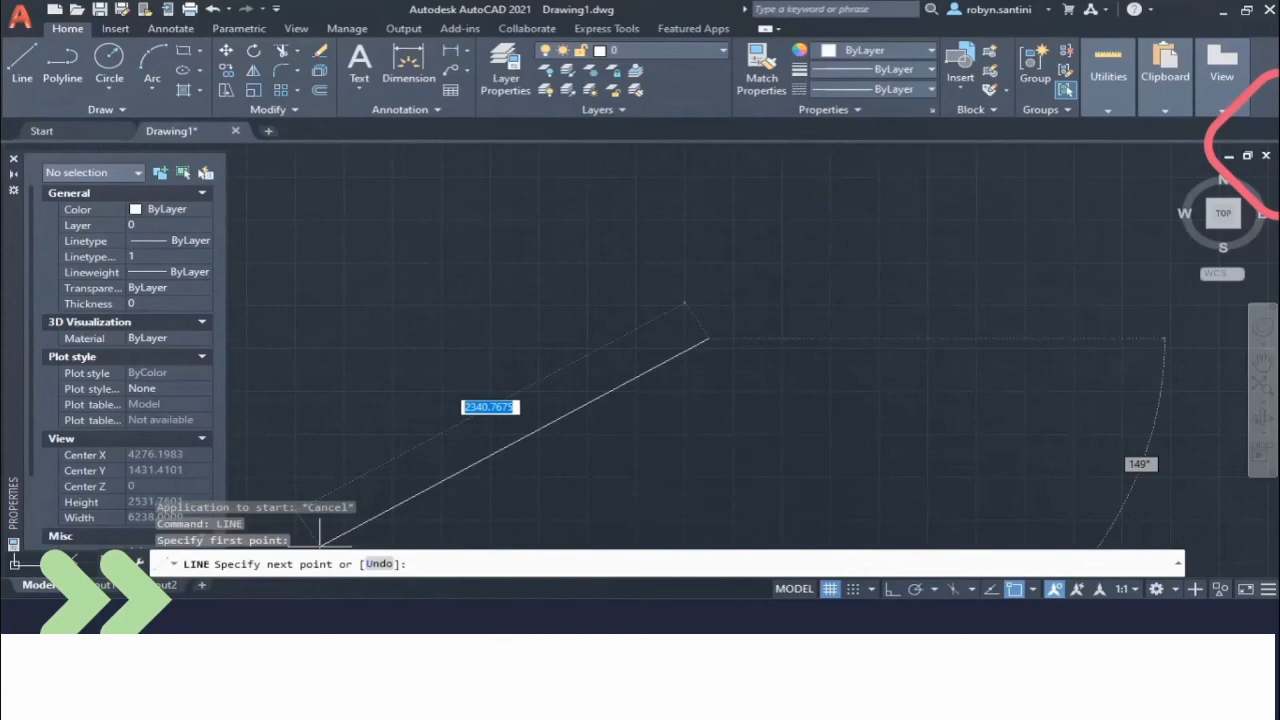 Autodesk AutoCAD 2021 Drawing1.dwg
Type a keyword or phrase
robyn.santini
Home Insert Annotate Parametric View Manage Output Add-ins Collaborate Express Tools Featured Apps
0
ByLayer
ByLayer
ByLayer
Line Polyline Circle Arc
Text Dimension
Layer Properties
Match Properties
Insert
Group
Utilities
Clipboard
View
Draw Modify Annotation Layers Properties Block Groups
Start Drawing1*
No selection
General
Color ByLayer
Layer 0
Linetype ByLayer
Linetype... 1
Lineweight ByLayer
Transpare... ByLayer
Thickness 0
3D Visualization
Material ByLayer
Plot style
Plot style ByColor
Plot style... None
Plot table... Model
Plot table... Not available
View
Center X 4276.1983
Center Y 1431.4101
Center Z 0
Height 2531.7601
Width
Misc
PROPERTIES
N
W TOP
S
WCS
2340.7675
149°
Application to start: "Cancel"
Command: LINE
Specify first point:
LINE Specify next point or [Undo]:
MODEL
1:1